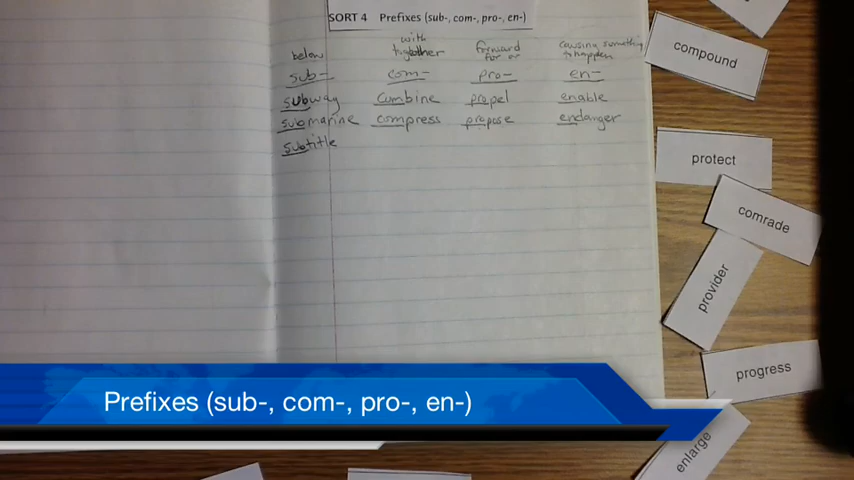 SORT 4 Prefixes (sub-, com-, pro-, en-)
below with together forward for or causing something to happen
sub- com- pro- en-
subway combine propel enable
submarine compress propose endanger
subtitle
compound
protect
comrade
provider
progress
enlarge
Prefixes (sub-, com-, pro-, en-)